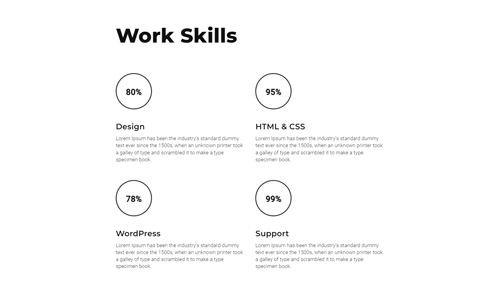 Work Skills
80%
95%
Design
HTML & CSS
Lorem Ipsum has been the industry's standard dummy
text ever since the 1500s, when an unknown printer took
a galley of type and scrambled it to make a type
specimen book.
Lorem Ipsum has been the industry's standard dummy
text ever since the 1500s, when an unknown printer took
a galley of type and scrambled it to make a type
specimen book.
78%
99%
WordPress
Support
Lorem Ipsum has been the industry's standard dummy
text ever since the 1500s, when an unknown printer took
a galley of type and scrambled it to make a type
specimen book.
Lorem Ipsum has been the industry's standard dummy
text ever since the 1500s, when an unknown printer took
a galley of type and scrambled it to make a type
specimen book.